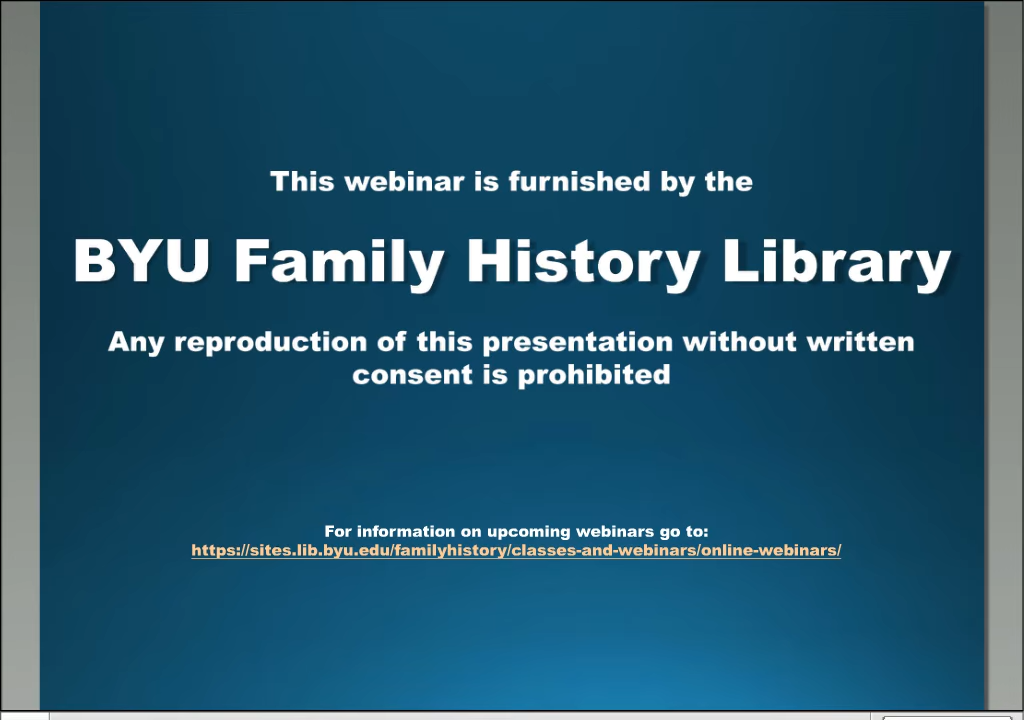 This webinar is furnished by the
BYU Family History Library
Any reproduction of this presentation without written
consent is prohibited
For information on upcoming webinars go to:
https://sites.lib.byu.edu/familyhistory/classes-and-webinars/online-webinars/